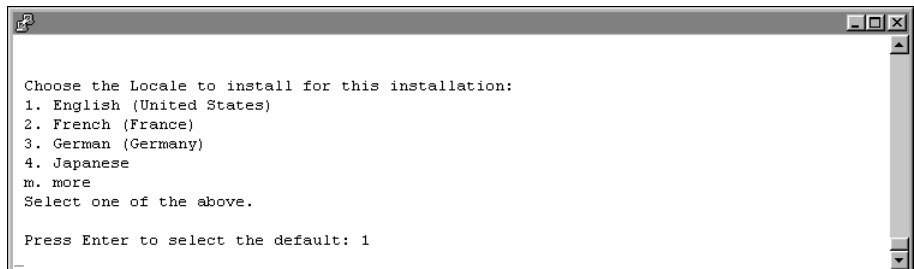 Choose the Locale to install for this installation:
1. English (United States)
2. French (France)
3. German (Germany)
4. Japanese
m. more
Select one of the above.
Press Enter to select the default: 1